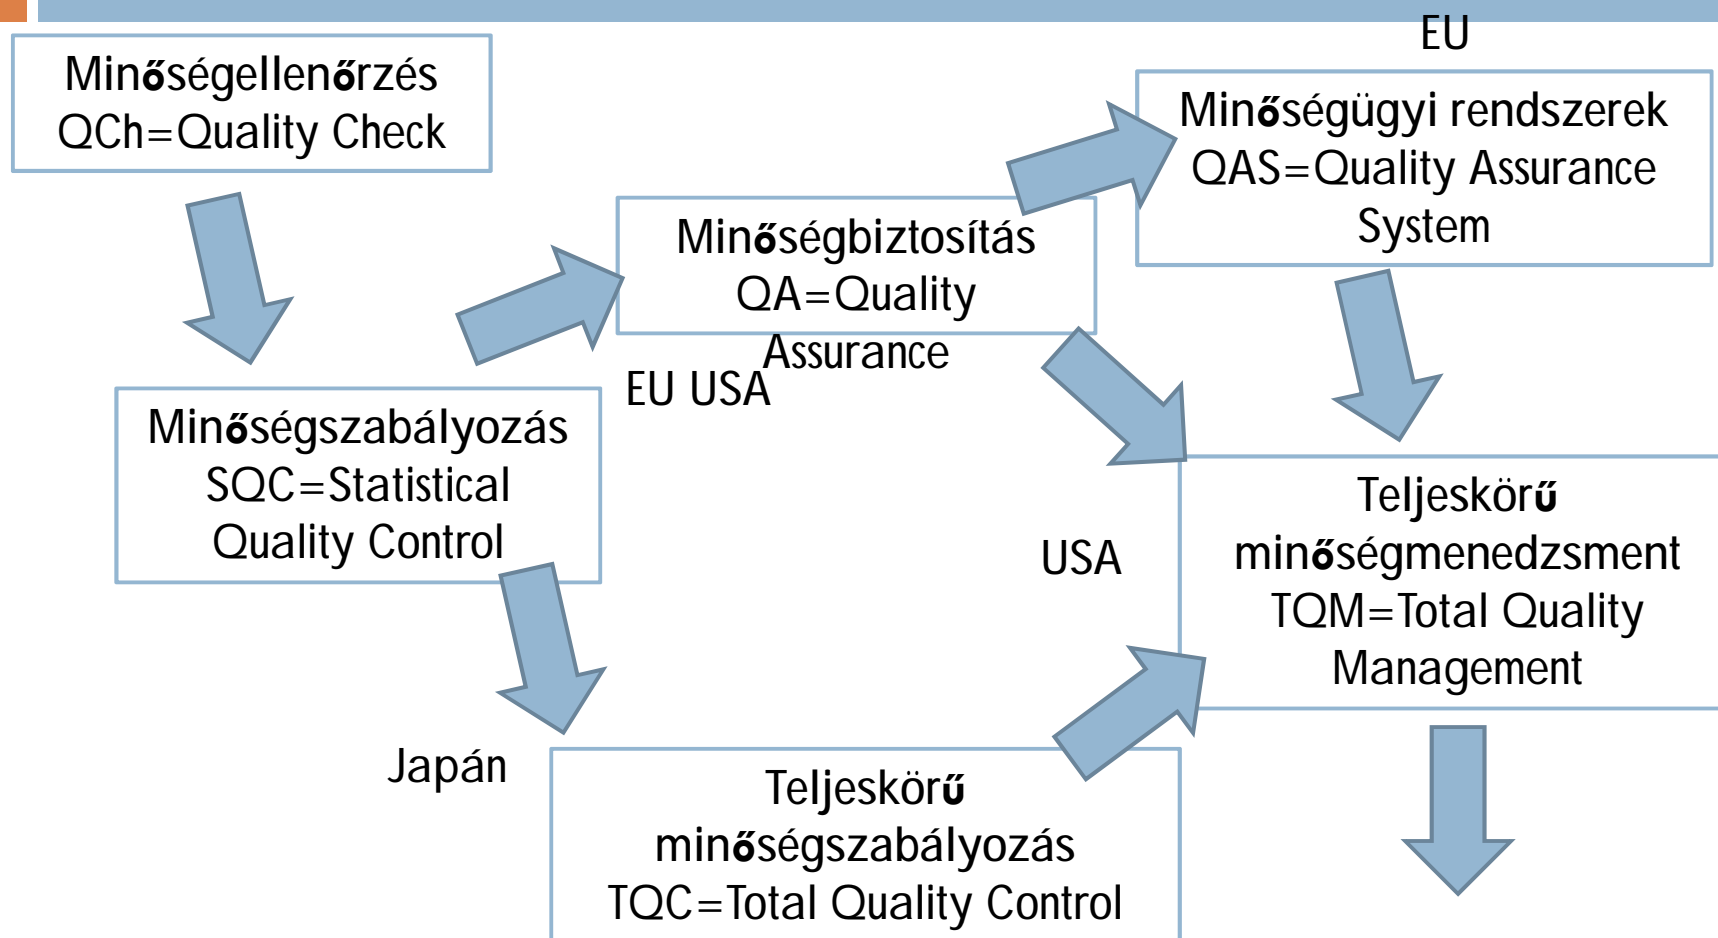 Minőségellenőrzés
QCh=Quality Check
EU
Minőségügyi rendszerek
QAS=Quality Assurance
System
Minőségbiztosítás
QA=Quality
Assurance
EU USA
Minőségszabályozás
SQC=Statistical
Quality Control
USA
Teljeskörű
minőségmenedzsment
TQM=Total Quality
Management
Japán
Teljeskörű
minőségszabályozás
TQC=Total Quality Control